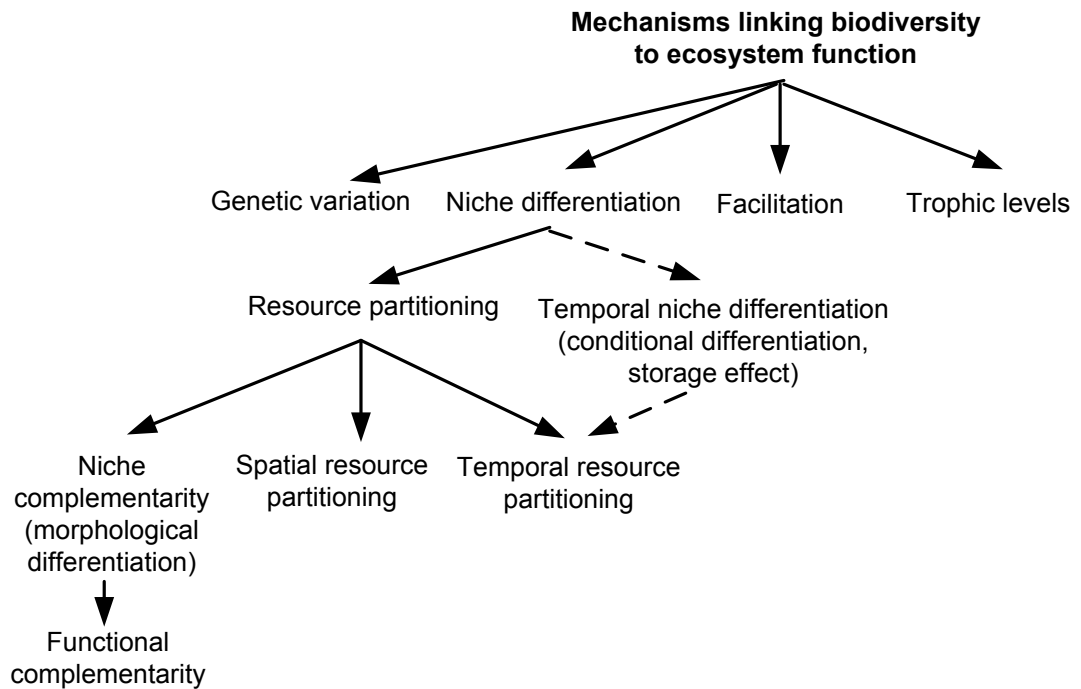 Mechanisms linking biodiversity
to ecosystem function
Genetic variation
Niche differentiation
Facilitation
Trophic levels
Resource partitioning
Temporal niche differentiation
(conditional differentiation,
storage effect)
Niche
complementarity
(morphological
differentiation)
Spatial resource
partitioning
Temporal resource
partitioning
Functional
complementarity